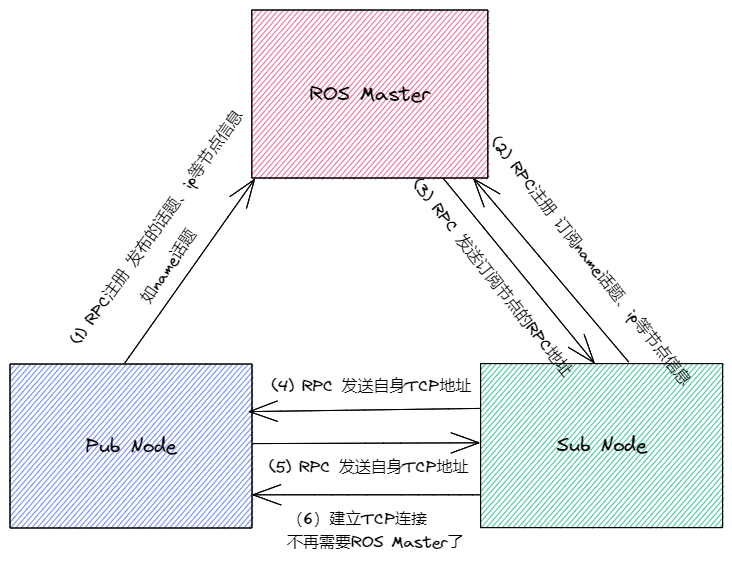 ROS Master
(1) RPC注册 发布的话题、ip等节点信息
如name话题
(2) RPC注册 订阅name话题、ip等节点信息
(3) RPC 发送订阅节点的RPC地址
Pub Node
(4) RPC 发送自身TCP地址
(5) RPC 发送自身TCP地址
(6) 建立TCP连接
不再需要ROS Master了
Sub Node